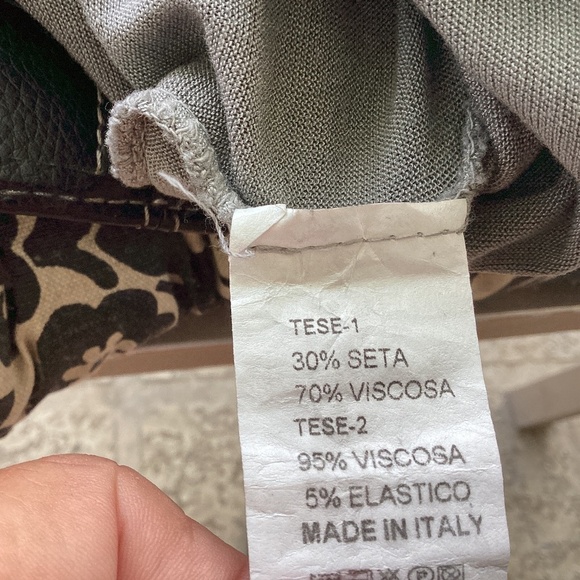 TESE-1
30% SETA
70% VISCOSA
TESE-2
95% VISCOSA
5% ELASTICO
MADE IN ITALY